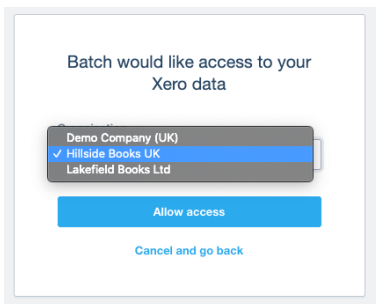 Batch would like access to your
Xero data
Demo Company (UK)
✓ Hillside Books UK
Lakefield Books Ltd
Allow access
Cancel and go back